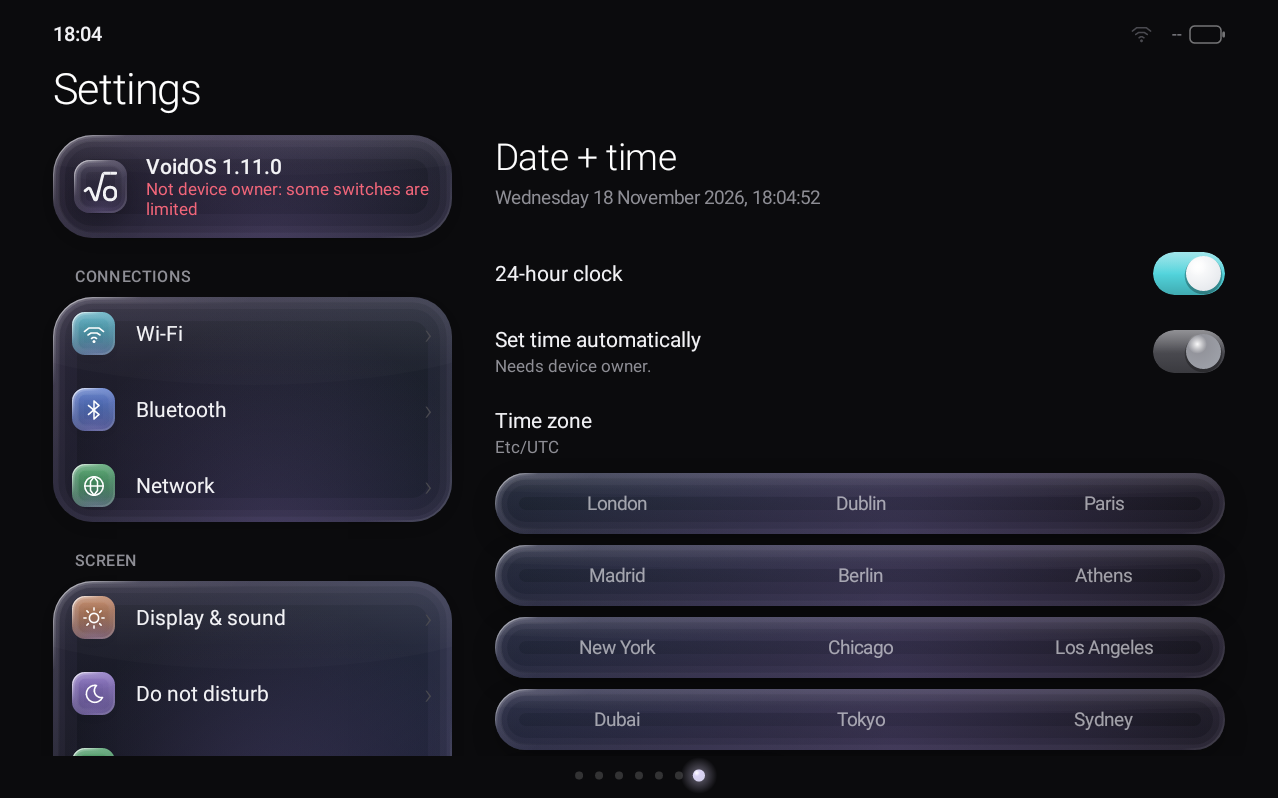 18:04
--
Settings
VoidOS 1.11.0
Not device owner: some switches are
limited
CONNECTIONS
Wi-Fi
Bluetooth
Network
SCREEN
Display & sound
Do not disturb
Date + time
Wednesday 18 November 2026, 18:04:52
24-hour clock
Set time automatically
Needs device owner.
Time zone
Etc/UTC
London Dublin Paris
Madrid Berlin Athens
New York Chicago Los Angeles
Dubai Tokyo Sydney